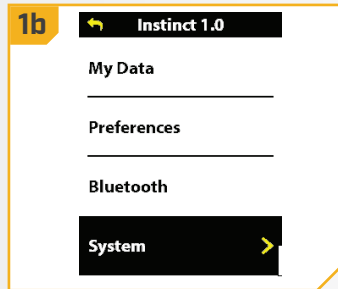 1b
Instinct 1.0
My Data
Preferences
Bluetooth
System